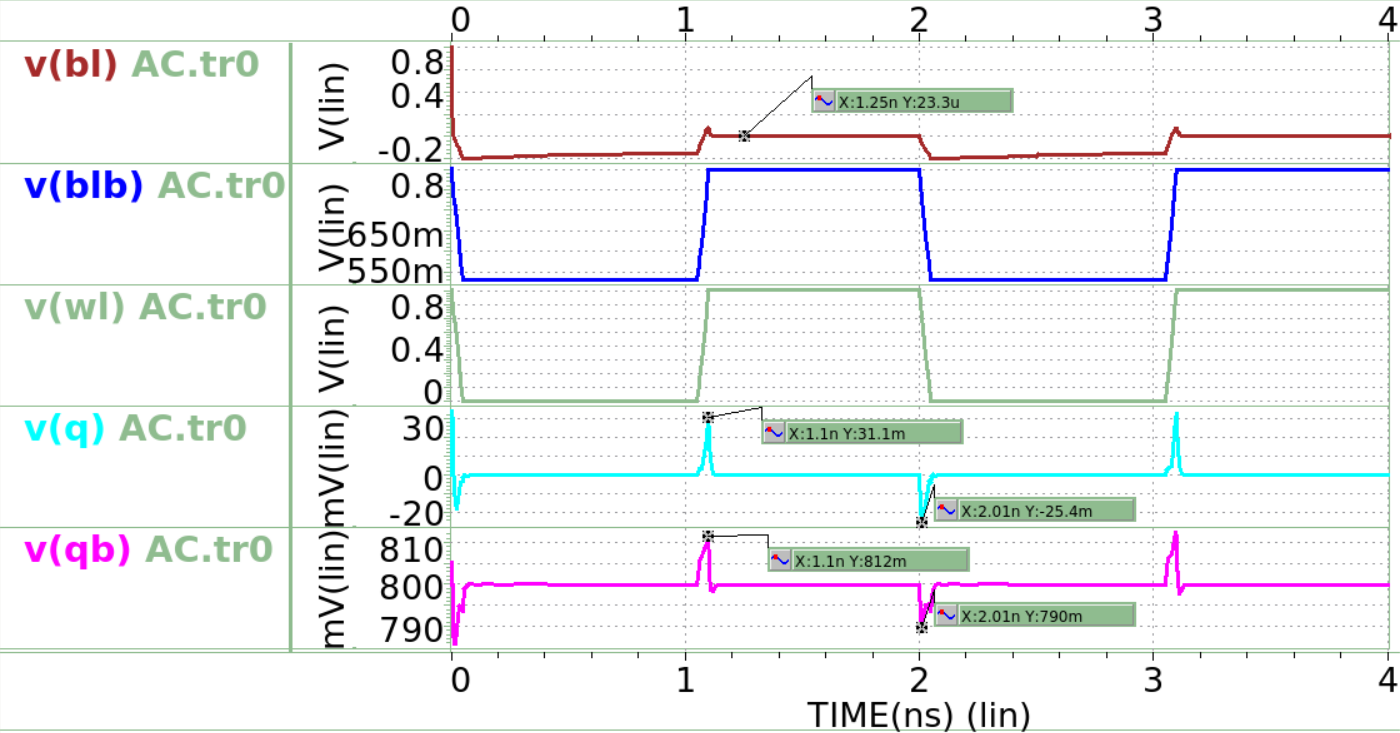 0 1 2 3 4
v(bl) AC.tr0
V(lin)
0.8
0.4
-0.2
X:1.25n Y:23.3u
v(blb) AC.tr0
V(lin)
0.8
650m
550m
v(wl) AC.tr0
V(lin)
0.8
0.4
0
v(q) AC.tr0
mV(lin)
30
0
-20
X:1.1n Y:31.1m
X:2.01n Y:-25.4m
v(qb) AC.tr0
mV(lin)
810
800
790
X:1.1n Y:812m
X:2.01n Y:790m
0 1 2 3 4
TIME(ns) (lin)